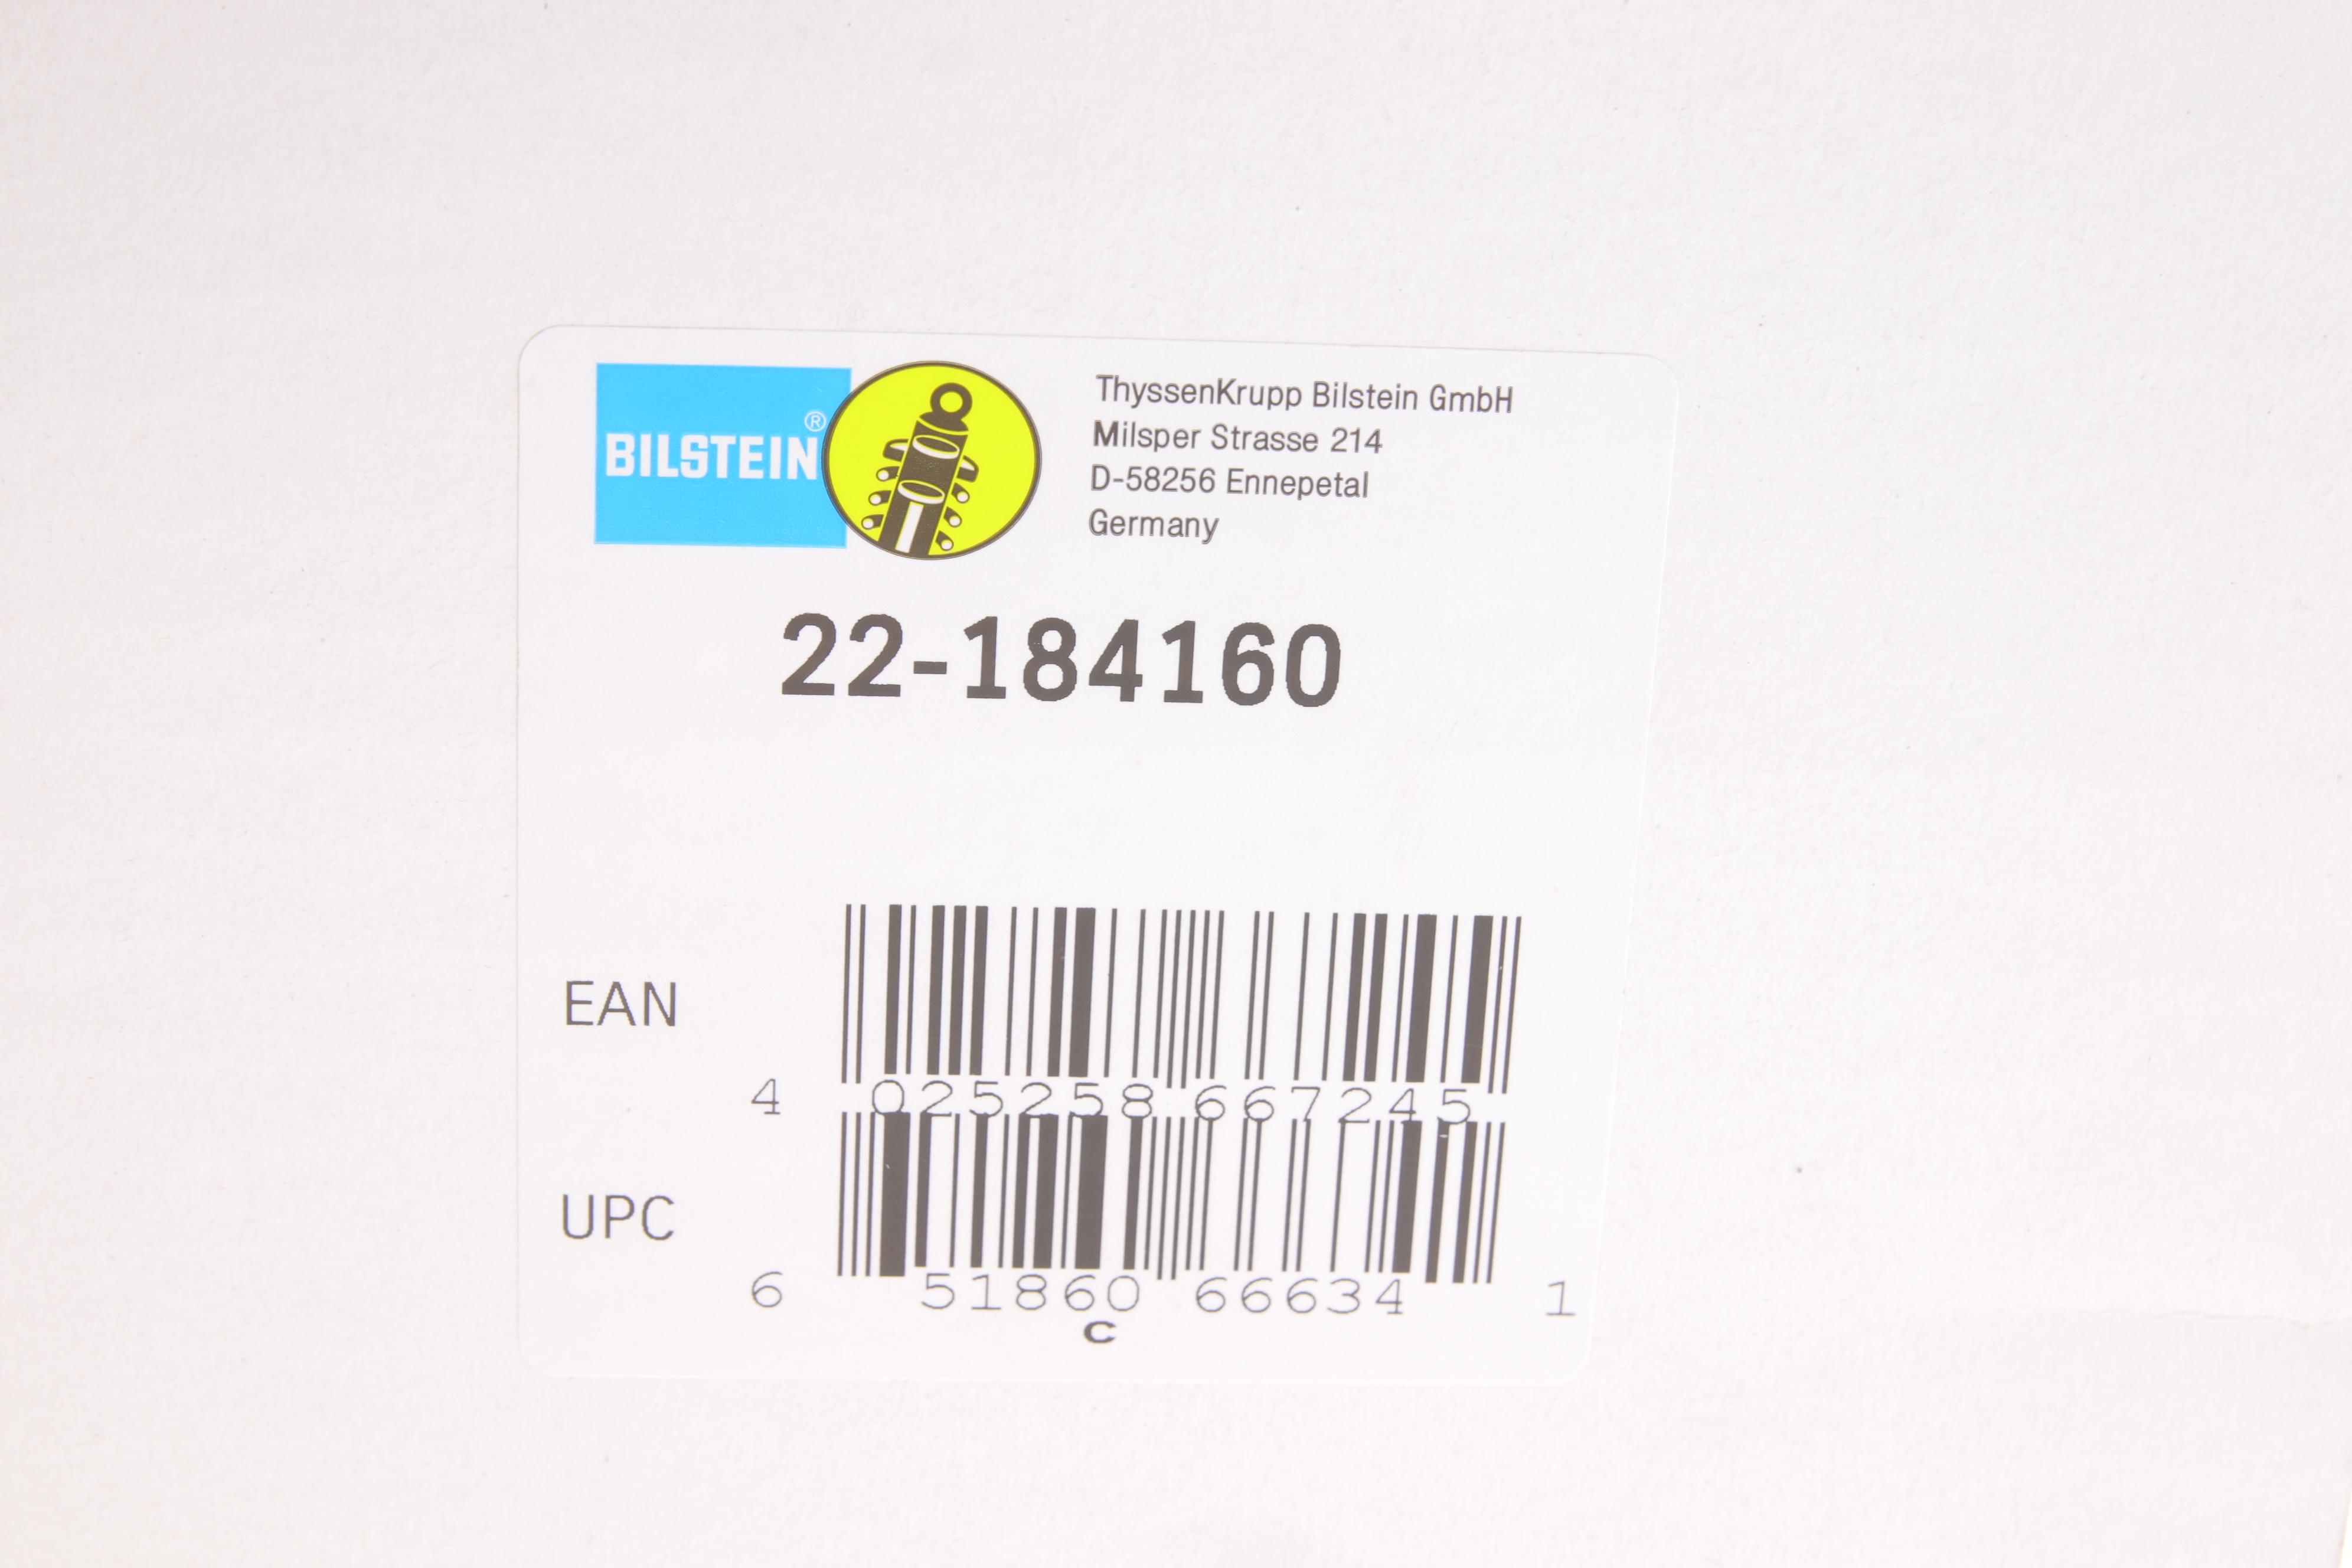 BILSTEIN®
ThyssenKrupp Bilstein GmbH
Milsper Strasse 214
D-58256 Ennepetal
Germany
22-184160
EAN
4 025258 667245
UPC
6 51860 66634 1
C